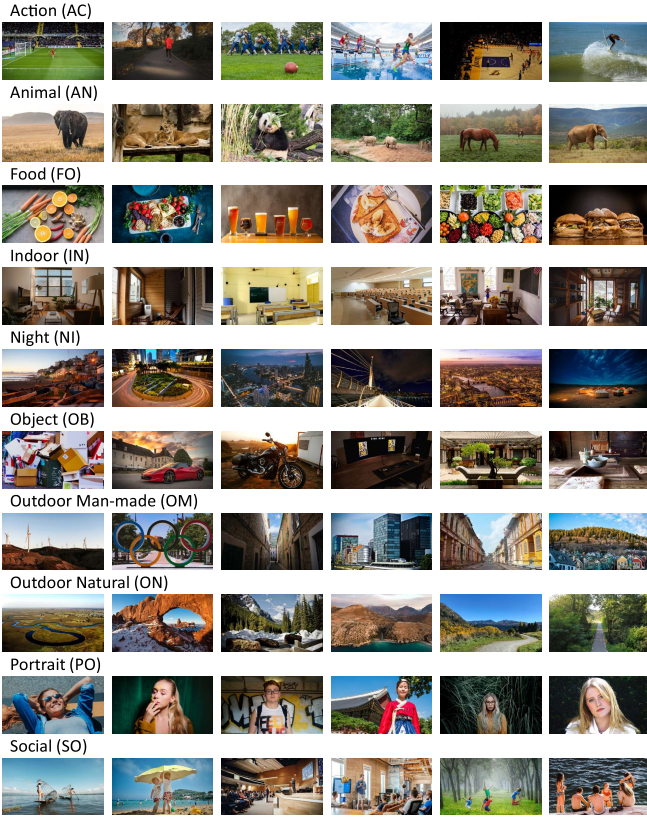 Action (AC)
Animal (AN)
Food (FO)
Indoor (IN)
Night (NI)
Object (OB)
Outdoor Man-made (OM)
Outdoor Natural (ON)
Portrait (PO)
Social (SO)